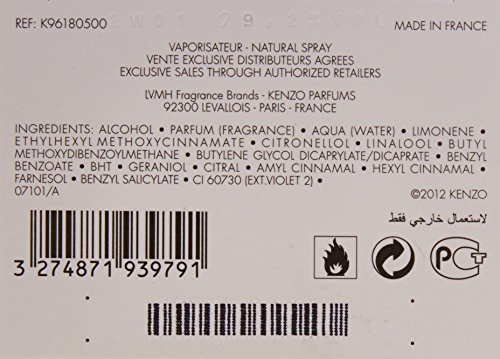 REF: K96180500
MADE IN FRANCE
VAPORISATEUR - NATURAL SPRAY
VENTE EXCLUSIVE DISTRIBUTEURS AGREES
EXCLUSIVE SALES THROUGH AUTHORIZED RETAILERS
LVMH Fragrance Brands - KENZO PARFUMS
92300 LEVALLOIS - PARIS - FRANCE
INGREDIENTS: ALCOHOL • PARFUM (FRAGRANCE) • AQUA (WATER) • LIMONENE •
ETHYLHEXYL METHOXYCINNAMATE • CITRONELLOL • LINALOOL • BUTYL
METHOXYDIBENZOYLMETHANE • BUTYLENE GLYCOL DICAPRYLATE/DICAPRATE • BENZYL
BENZOATE • BHT • GERANIOL • CITRAL • AMYL CINNAMAL • HEXYL CINNAMAL •
FARNESOL • BENZYL SALICYLATE • CI 60730 (EXT.VIOLET 2)
07101/A
©2012 KENZO
لاستعمال خارجي فقط
3 274871 939791